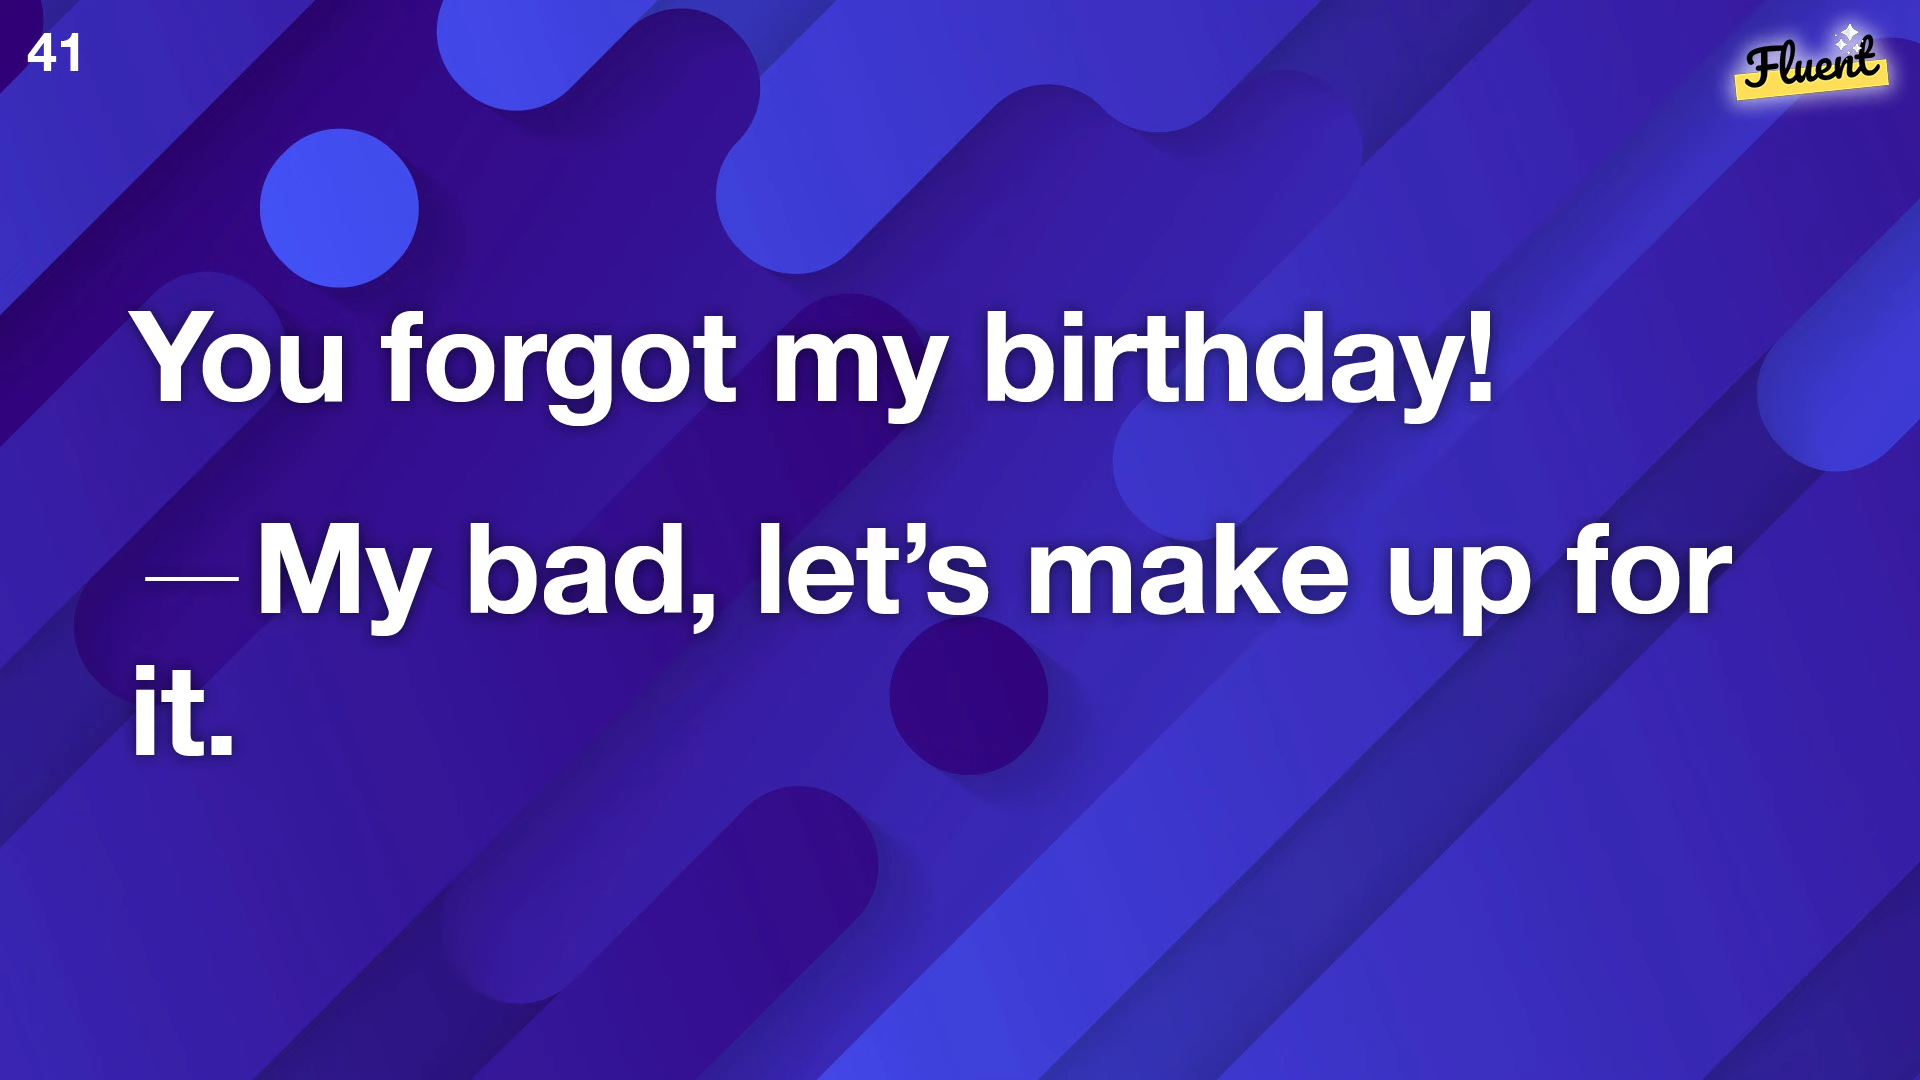 41
Fluent
You forgot my birthday!
—My bad, let’s make up for
it.